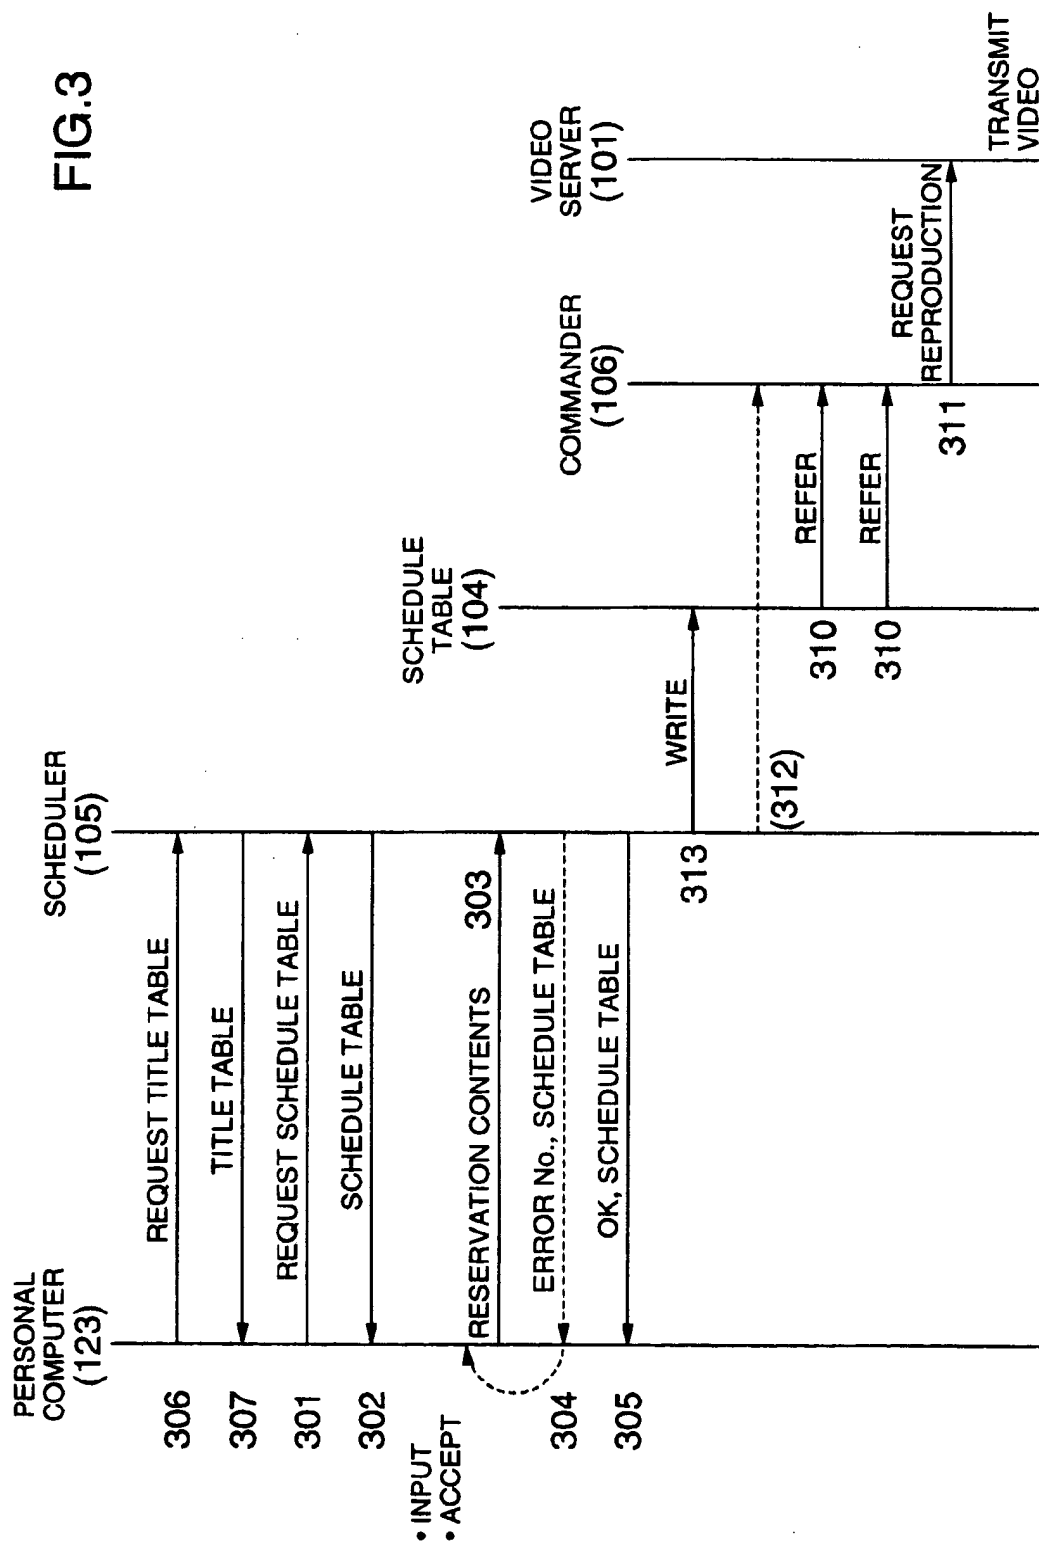 FIG.3
PERSONAL
COMPUTER
(123)
SCHEDULER
(105)
SCHEDULE
TABLE
(104)
COMMANDER
(106)
VIDEO
SERVER
(101)
306
REQUEST TITLE TABLE
307
TITLE TABLE
301
REQUEST SCHEDULE TABLE
302
SCHEDULE TABLE
• INPUT
• ACCEPT
RESERVATION CONTENTS 303
304
ERROR No., SCHEDULE TABLE
305
OK, SCHEDULE TABLE
313
WRITE
(312)
310
REFER
310
REFER
311
REQUEST
REPRODUCTION
TRANSMIT
VIDEO